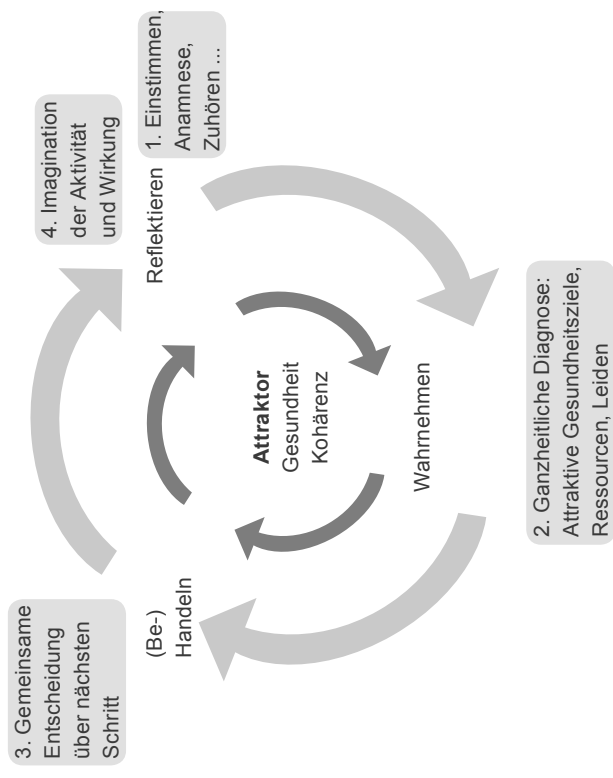 1. Einstimmen,
Anamnese,
Zuhören ...
2. Ganzheitliche Diagnose:
Attraktive Gesundheitsziele,
Ressourcen, Leiden
3. Gemeinsame
Entscheidung
über nächsten
Schritt
4. Imagination
der Aktivität
und Wirkung
Reflektieren
Wahrnehmen
(Be-)
Handeln
Attraktor
Gesundheit
Kohärenz